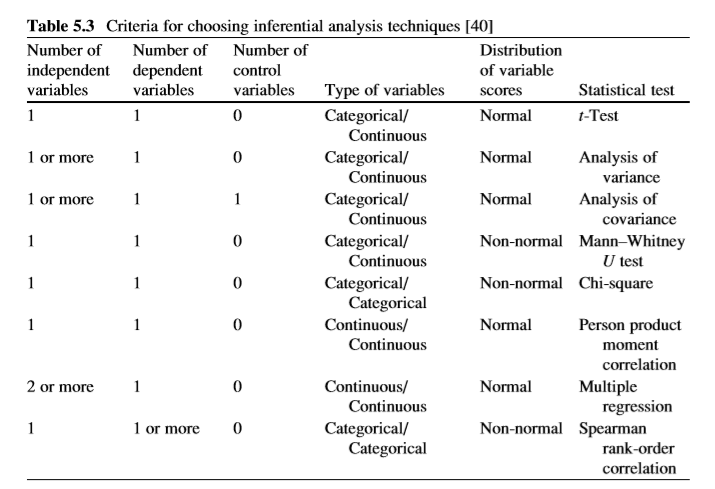 Table 5.3 Criteria for choosing inferential analysis techniques [40]
Number of Number of Number of Distribution
independent dependent control of variable
variables variables variables Type of variables scores Statistical test
1 1 0 Categorical/ Normal t-Test
Continuous
1 or more 1 0 Categorical/ Normal Analysis of
Continuous variance
1 or more 1 1 Categorical/ Normal Analysis of
Continuous covariance
1 1 0 Categorical/ Non-normal Mann–Whitney
Continuous U test
1 1 0 Categorical/ Non-normal Chi-square
Categorical
1 1 0 Continuous/ Normal Person product
Continuous moment
correlation
2 or more 1 0 Continuous/ Normal Multiple
Continuous regression
1 1 or more 0 Categorical/ Non-normal Spearman
Categorical rank-order
correlation